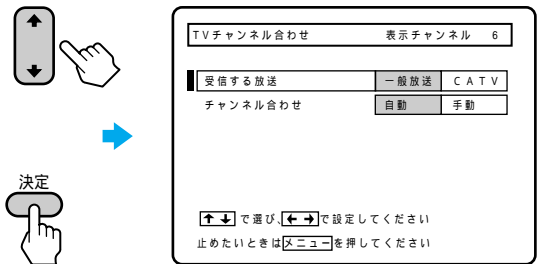 TVチャンネル合わせ 表示チャンネル 6
受信する放送 一般放送 CATV
チャンネル合わせ 自動 手動
決定
↑↓で選び、←→で設定してください
止めたいときはメニューを押してください